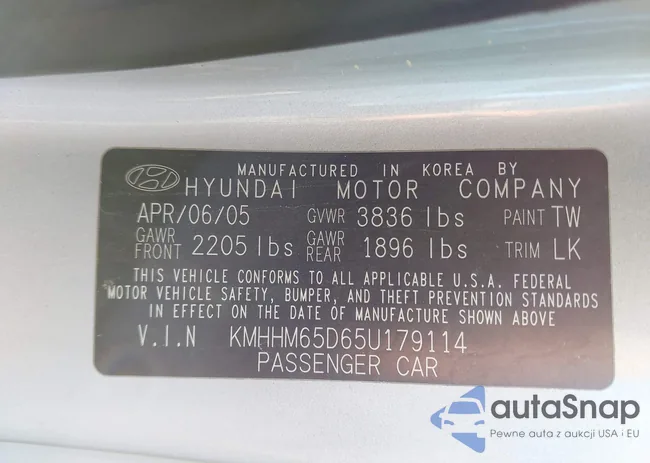 MANUFACTURED IN KOREA BY
HYUNDAI MOTOR COMPANY
APR/06/05 GVWR 3836 lbs PAINT TW
GAWR FRONT 2205 lbs GAWR REAR 1896 lbs TRIM LK
THIS VEHICLE CONFORMS TO ALL APPLICABLE U.S.A. FEDERAL
MOTOR VEHICLE SAFETY, BUMPER, AND THEFT PREVENTION STANDARDS
IN EFFECT ON THE DATE OF MANUFACTURE SHOWN ABOVE
V.I.N KMHHM65D65U179114
PASSENGER CAR
autaSnap
Pewne auta z aukcji USA i EU